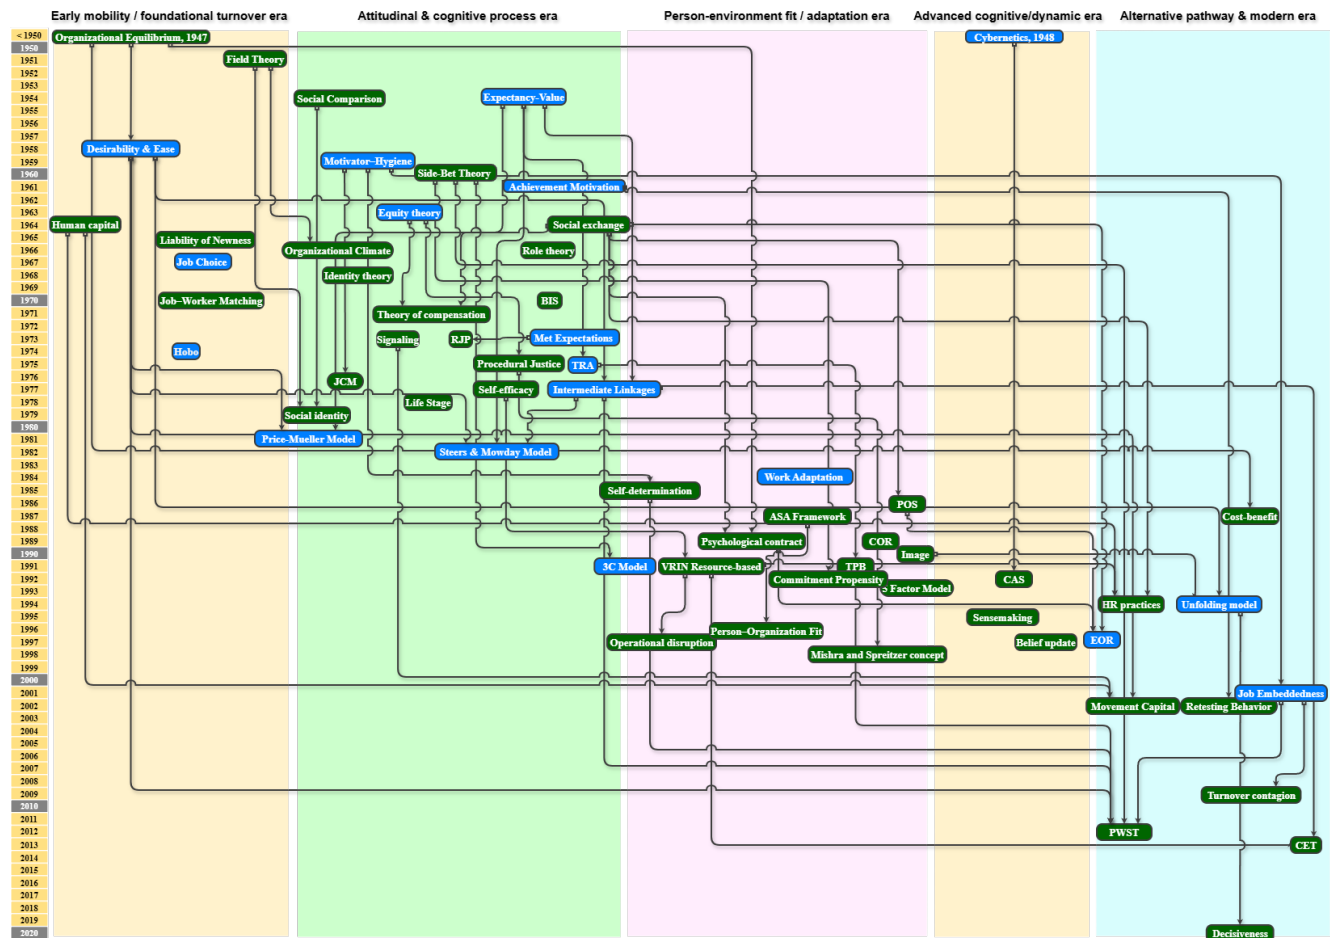 Early mobility / foundational turnover era
Attitudinal & cognitive process era
Person-environment fit / adaptation era
Advanced cognitive/dynamic era
Alternative pathway & modern era
< 1950
1950
1951
1952
1953
1954
1955
1956
1957
1958
1959
1960
1961
1962
1963
1964
1965
1966
1967
1968
1969
1970
1971
1972
1973
1974
1975
1976
1977
1978
1979
1980
1981
1982
1983
1984
1985
1986
1987
1988
1989
1990
1991
1992
1993
1994
1995
1996
1997
1998
1999
2000
2001
2002
2003
2004
2005
2006
2007
2008
2009
2010
2011
2012
2013
2014
2015
2016
2017
2018
2019
2020
Organizational Equilibrium, 1947
Field Theory
Desirability & Ease
Human capital
Liability of Newness
Job Choice
Job–Worker Matching
Hobo
Social Comparison
Expectancy-Value
Motivator–Hygiene
Side-Bet Theory
Achievement Motivation
Equity theory
Social exchange
Organizational Climate
Role theory
Identity theory
BIS
Theory of compensation
Signaling
RJP
Met Expectations
Procedural Justice
TRA
JCM
Self-efficacy
Intermediate Linkages
Life Stage
Social identity
Price-Mueller Model
Steers & Mowday Model
Work Adaptation
Self-determination
POS
ASA Framework
Psychological contract
COR
Image
3C Model
VRIN Resource-based
TPB
Commitment Propensity
5 Factor Model
Person–Organization Fit
Operational disruption
Mishra and Spreitzer concept
Cybernetics, 1948
CAS
Sensemaking
Belief update
EOR
Cost-benefit
HR practices
Unfolding model
Job Embeddedness
Movement Capital
Retesting Behavior
Turnover contagion
PWST
CET
Decisiveness